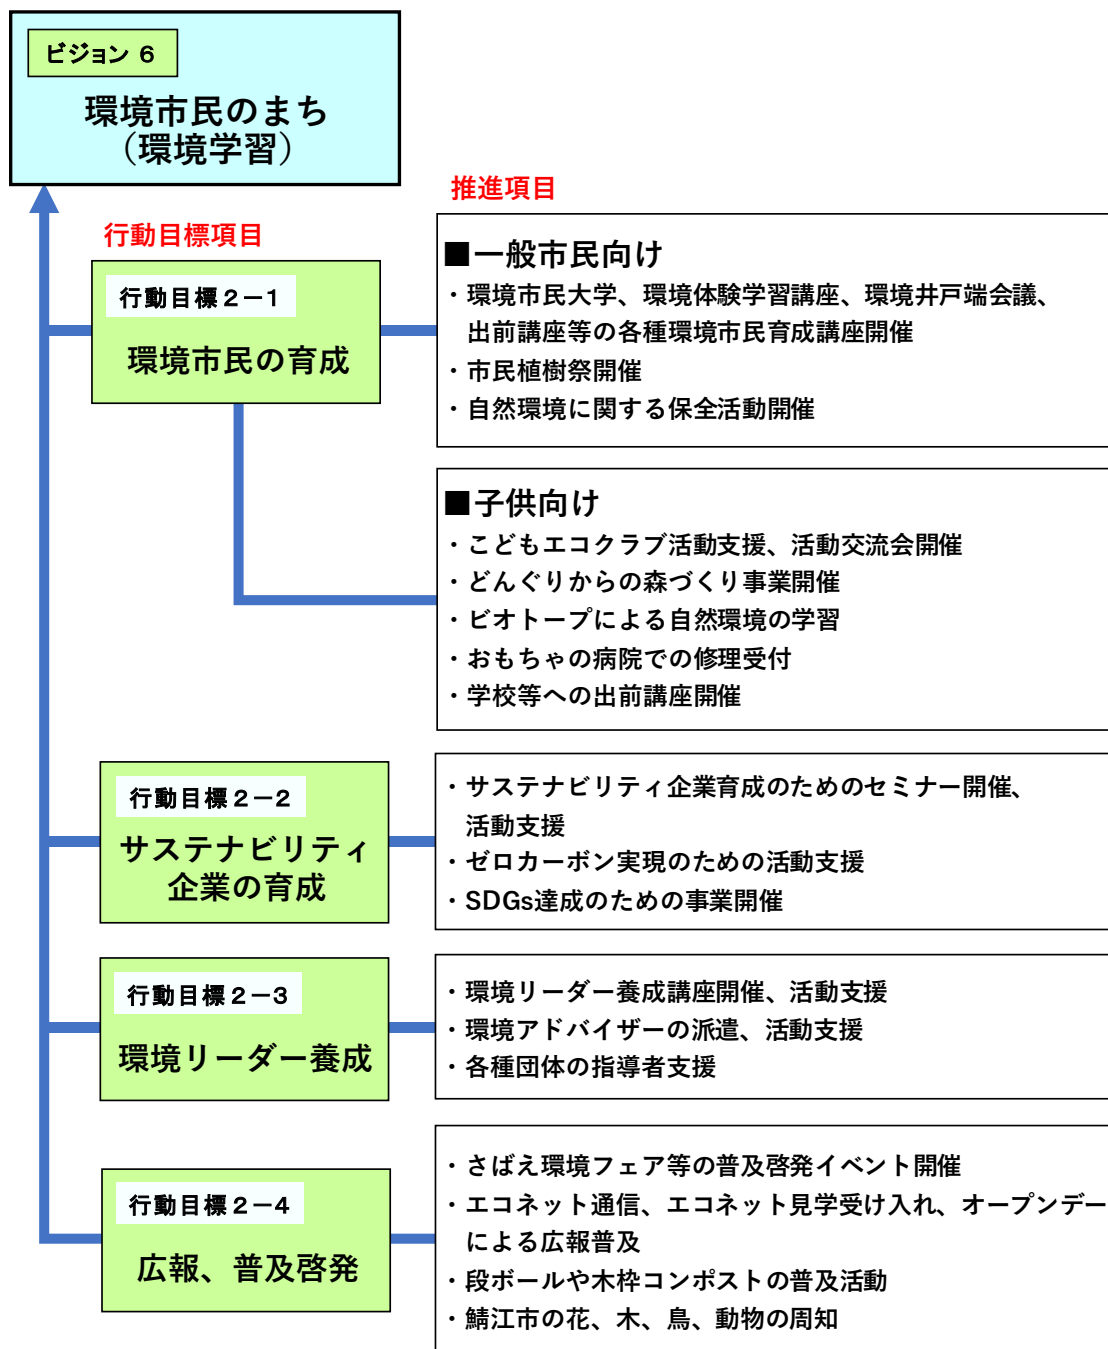 ビジョン 6
環境市民のまち
（環境学習）
推進項目
行動目標項目
行動目標２－１
環境市民の育成
■一般市民向け
・環境市民大学、環境体験学習講座、環境井戸端会議、
出前講座等の各種環境市民育成講座開催
・市民植樹祭開催
・自然環境に関する保全活動開催
■子供向け
・こどもエコクラブ活動支援、活動交流会開催
・どんぐりからの森づくり事業開催
・ビオトープによる自然環境の学習
・おもちゃの病院での修理受付
・学校等への出前講座開催
行動目標２－２
サステナビリティ
企業の育成
・サステナビリティ企業育成のためのセミナー開催、
活動支援
・ゼロカーボン実現のための活動支援
・SDGs達成のための事業開催
行動目標２－３
環境リーダー養成
・環境リーダー養成講座開催、活動支援
・環境アドバイザーの派遣、活動支援
・各種団体の指導者支援
行動目標２－４
広報、普及啓発
・さばえ環境フェア等の普及啓発イベント開催
・エコネット通信、エコネット見学受け入れ、オープンデー
による広報普及
・段ボールや木枠コンポストの普及活動
・鯖江市の花、木、鳥、動物の周知